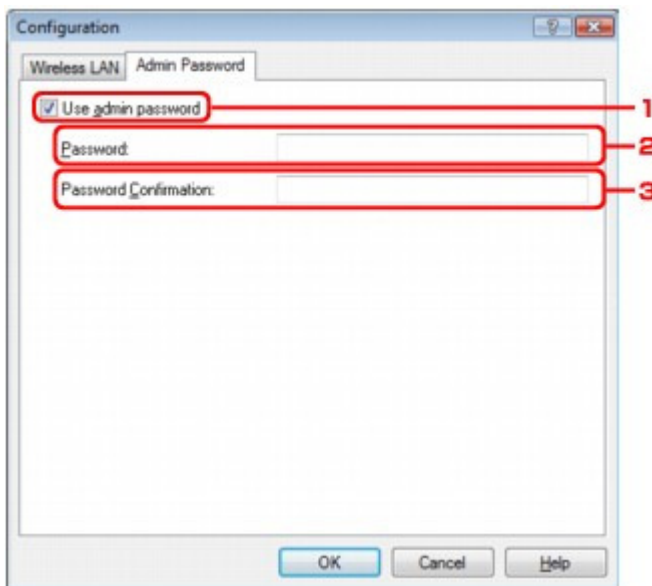 Configuration
Wireless LAN Admin Password
Use admin password 1
Password: 2
Password Confirmation: 3
OK Cancel Help